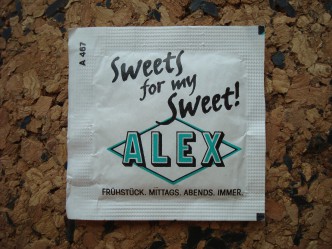 A 467
Sweets
for my
Sweet!
ALEX
FRÜHSTÜCK. MITTAGS. ABENDS. IMMER.